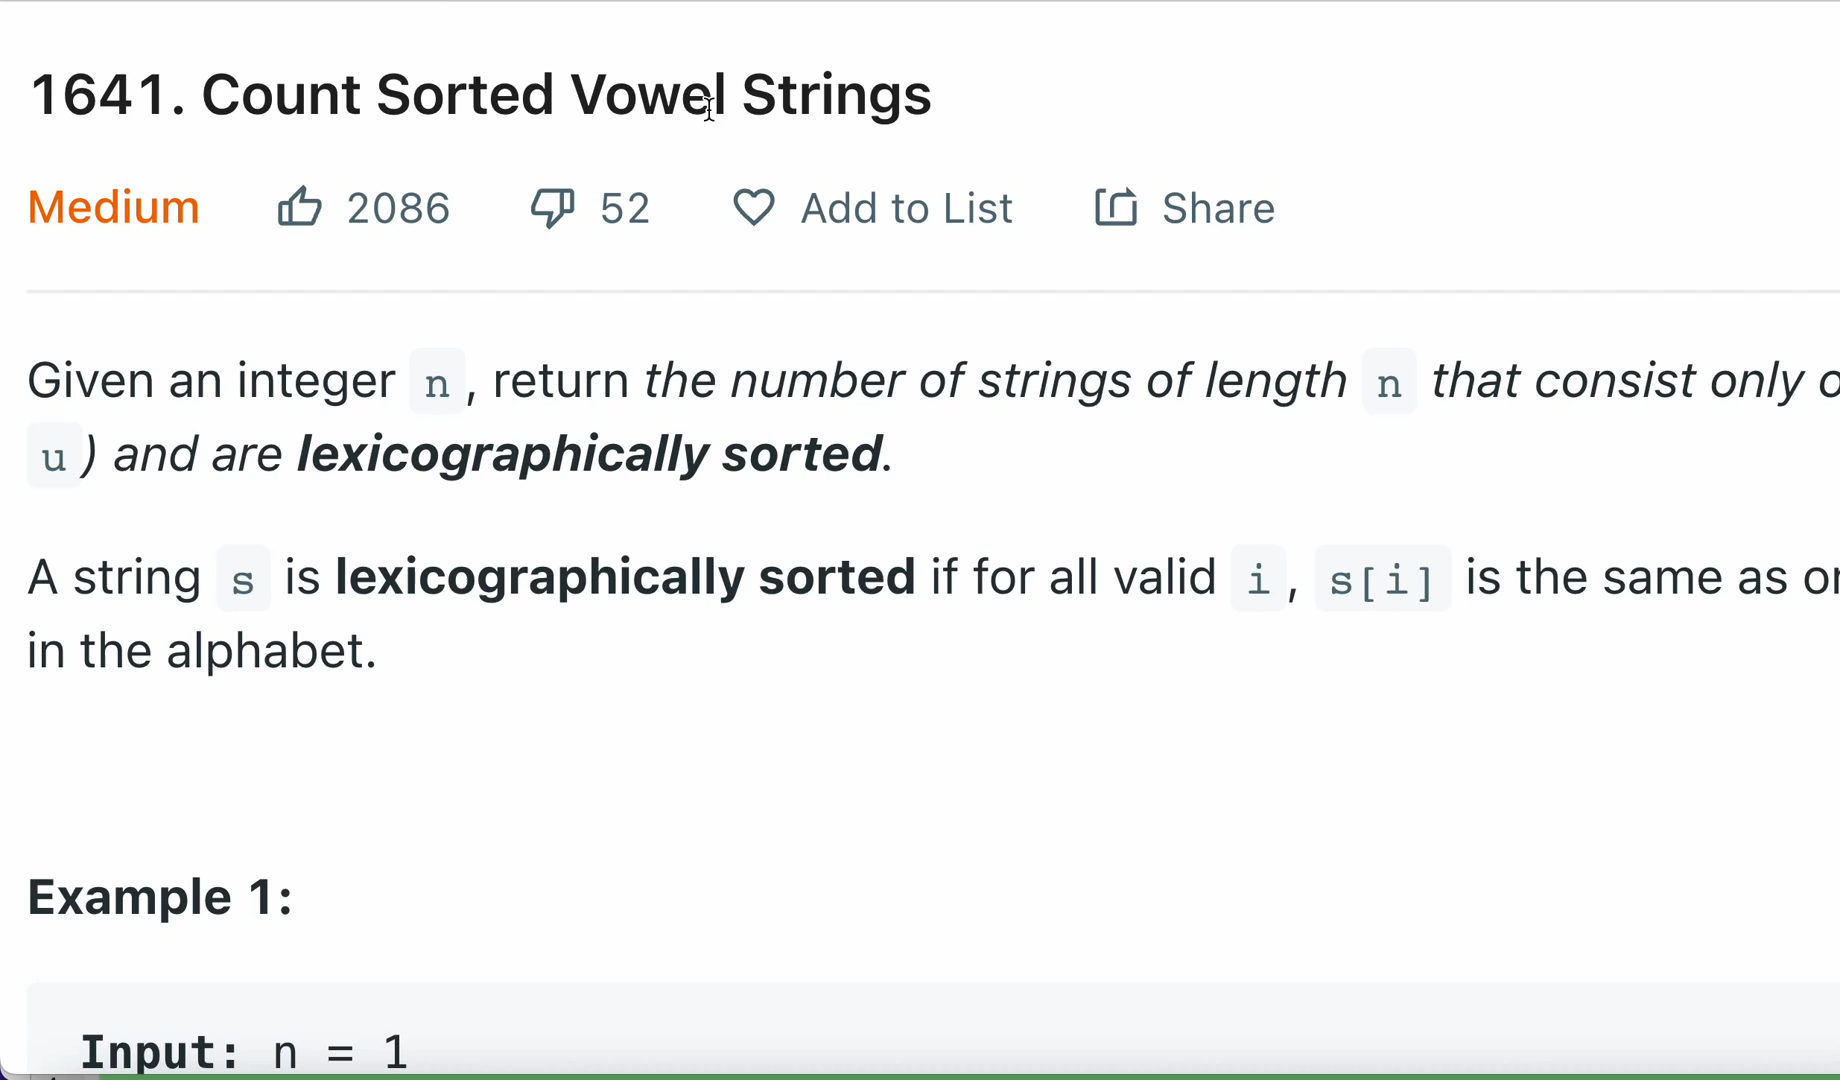 1641. Count Sorted Vowel Strings
Medium 2086 52 Add to List Share
Given an integer n, return the number of strings of length n that consist only
u) and are lexicographically sorted.
A string s is lexicographically sorted if for all valid i, s[i] is the same as or
in the alphabet.
Example 1:
Input: n = 1